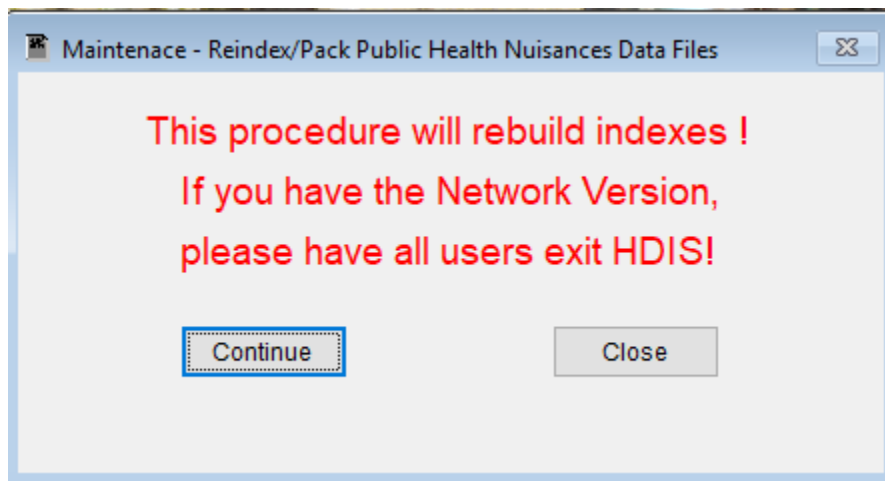 Maintenace - Reindex/Pack Public Health Nuisances Data Files
This procedure will rebuild indexes !
If you have the Network Version,
please have all users exit HDIS!
Continue
Close